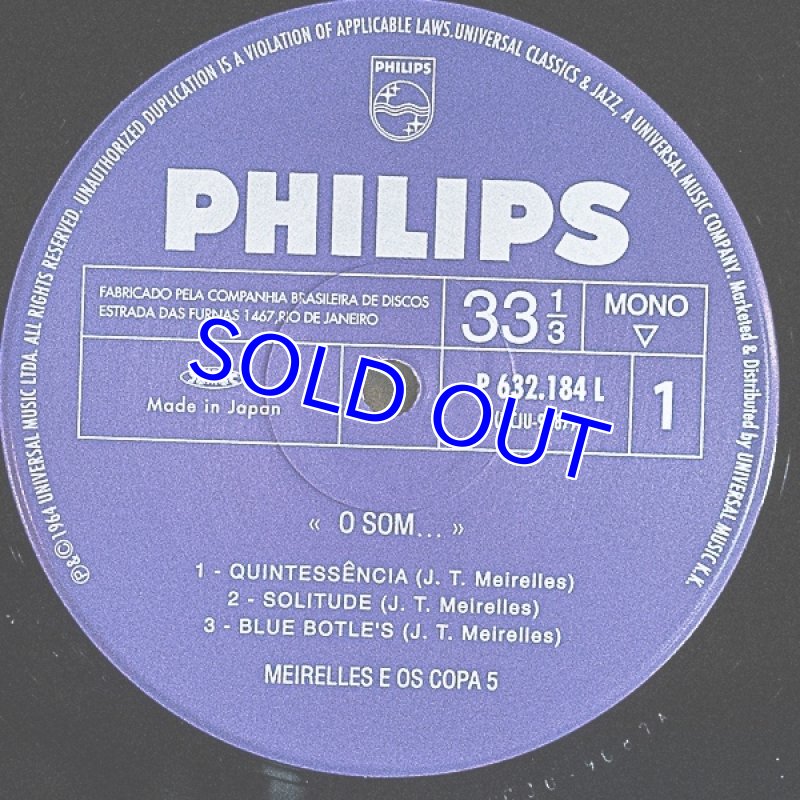 UNAUTHORIZED DUPLICATION IS A VIOLATION OF APPLICABLE LAWS. UNIVERSAL CLASSICS & JAZZ, A UNIVERSAL MUSIC COMPANY. Marketed & Distributed by UNIVERSAL MUSIC K.K.
℗&©1964 UNIVERSAL MUSIC LTDA. ALL RIGHTS RESERVED.
PHILIPS
PHILIPS
FABRICADO PELA COMPANHIA BRASILEIRA DE DISCOS
ESTRADA DAS FURNAS 1467, RIO DE JANEIRO
33 1/3
MONO
Made in Japan
P 632.184 L
1
SOLD OUT
« O SOM... »
1 - QUINTESSÊNCIA (J. T. Meirelles)
2 - SOLITUDE (J. T. Meirelles)
3 - BLUE BOTLE'S (J. T. Meirelles)
MEIRELLES E OS COPA 5